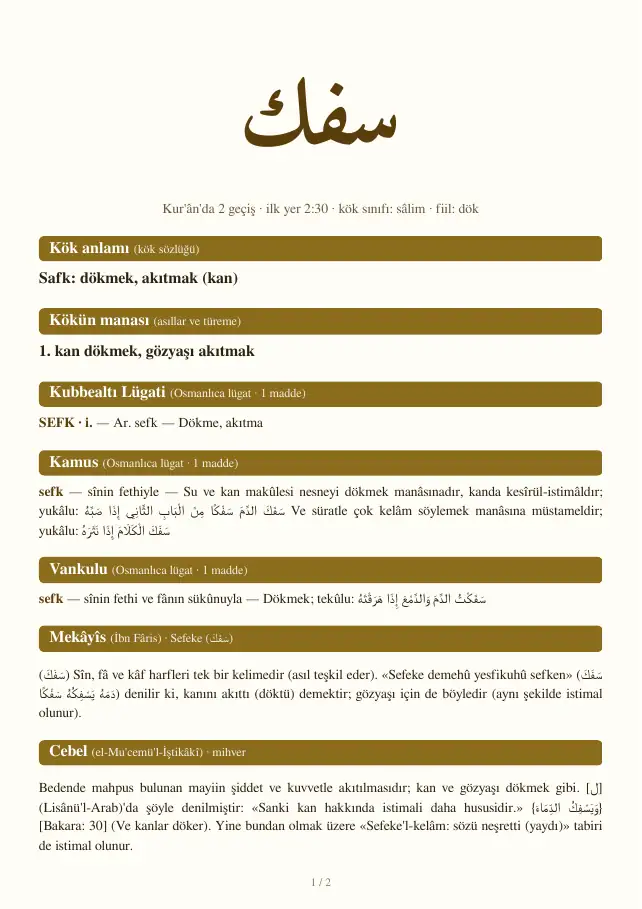 سفك
Kur'ân'da 2 geçiş · ilk yer 2:30 · kök sınıfı: sâlim · fiil: dök
Kök anlamı (kök sözlüğü)
Safk: dökmek, akıtmak (kan)
Kökün manası (asıllar ve türeme)
1. kan dökmek, gözyaşı akıtmak
Kubbealtı Lügati (Osmanlıca lügat · 1 madde)
SEFK · i. — Ar. sefk — Dökme, akıtma
Kamus (Osmanlıca lügat · 1 madde)
sefk — sînin fethiyle — Su ve kan makûlesi nesneyi dökmek manâsınadır, kanda kesîrül-istimâldır;
yukâlu: سَفَكَ الدَّمَ سَفْكًا مِنْ الْبَابِ الثَّانِي إِذَا صَبَّهُ Ve süratle çok kelâm söylemek manâsına müstameldir;
yukâlu: سَفَكَ الْكَلَامَ إِذَا نَثَرَهُ
Vankulu (Osmanlıca lügat · 1 madde)
sefk — sînin fethi ve fânın sükûnuyla — Dökmek; tekûlu: سَفَكْتُ الدَّمَ وَالدَّمْعَ إِذَا هَرَقْتَهُ
Mekâyîs (İbn Fâris) · Sefeke (سَفَكَ)
(سَفَكَ) Sîn, fâ ve kâf harfleri tek bir kelimedir (asıl teşkil eder). «Sefeke demehû yesfikuhû sefken» (سَفَكَ
دَمَهُ يَسْفِكُهُ سَفْكًا) denilir ki, kanını akıttı (döktü) demektir; gözyaşı için de böyledir (aynı şekilde istimal
olunur).
Cebel (el-Mu'cemü'l-İştikâkî) · mihver
Bedende mahpus bulunan mayiin şiddet ve kuvvetle akıtılmasıdır; kan ve gözyaşı dökmek gibi. [ل]
(Lisânü'l-Arab)'da şöyle denilmiştir: «Sanki kan hakkında istimali daha hususidir.» {وَيَسْفِكُ الدِّمَاءَ}
[Bakara: 30] (Ve kanlar döker). Yine bundan olmak üzere «Sefeke'l-kelâm: sözü neşretti (yaydı)» tabiri
de istimal olunur.
1 / 2